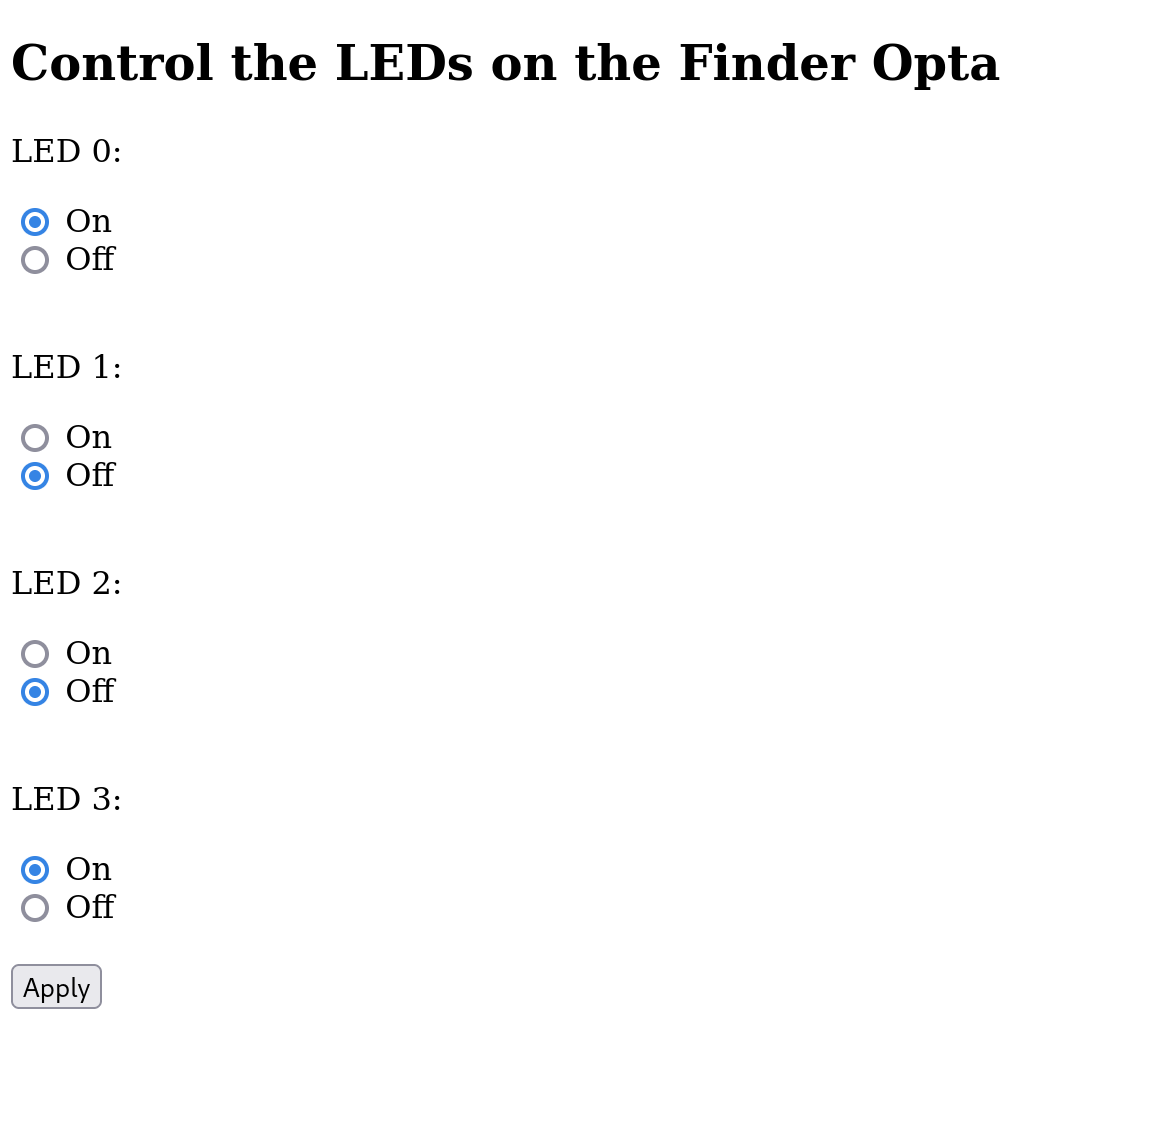 Control the LEDs on the Finder Opta
LED 0:
On
Off
LED 1:
On
Off
LED 2:
On
Off
LED 3:
On
Off
Apply